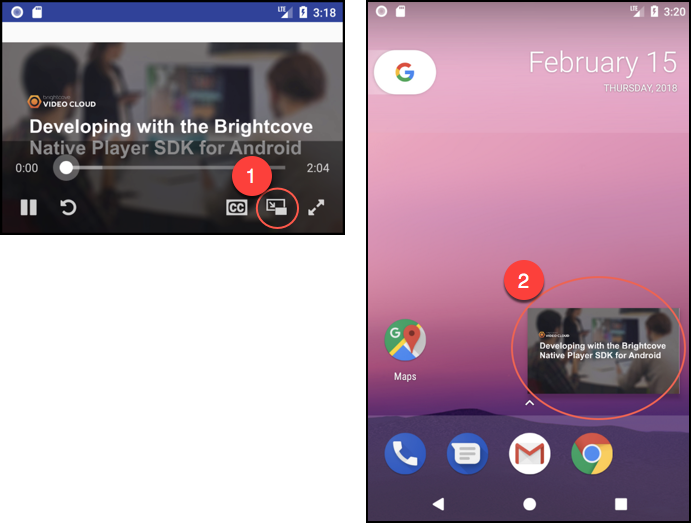 LTE 3:18
brightcove
VIDEO CLOUD
Developing with the Brightcove
Native Player SDK for Android
0:00
2:04
1
CC
LTE 3:20
G
February 15
THURSDAY, 2018
2
VIDEO CLOUD
Developing with the Brightcove
Native Player SDK for Android
G
Maps